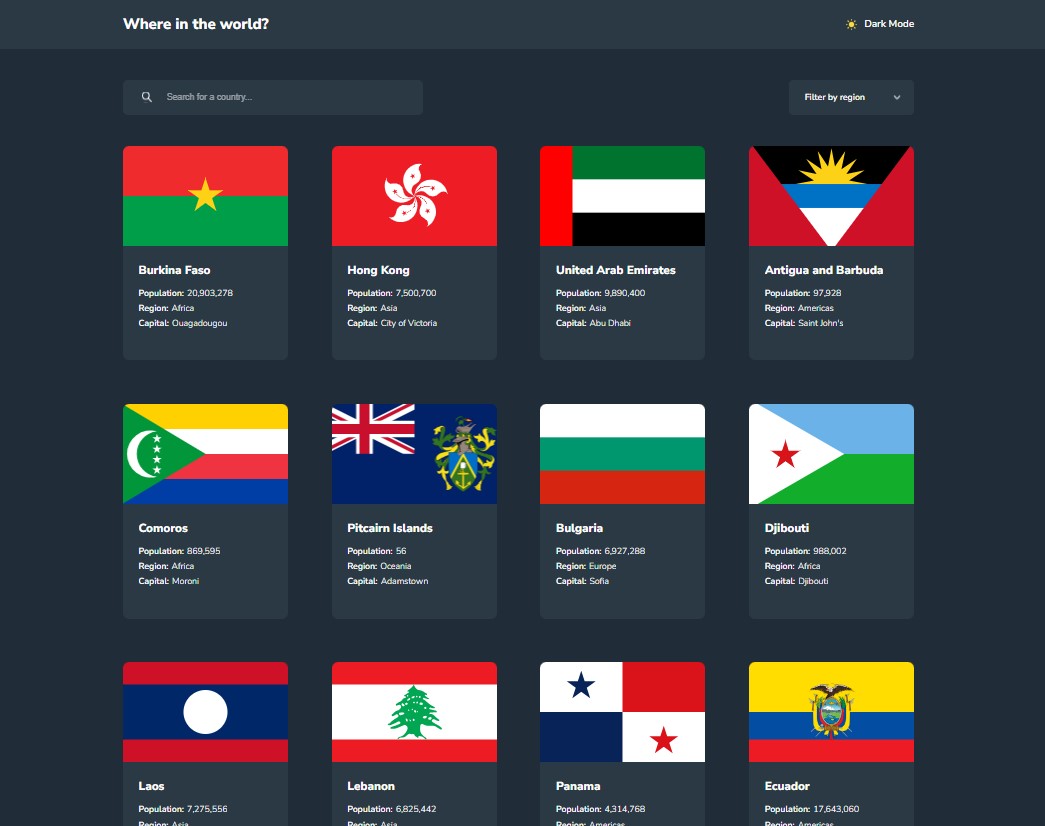 Where in the world?
Dark Mode
Search for a country...
Filter by region
Burkina Faso
Population: 20,903,278
Region: Africa
Capital: Ouagadougou
Hong Kong
Population: 7,500,700
Region: Asia
Capital: City of Victoria
United Arab Emirates
Population: 9,890,400
Region: Asia
Capital: Abu Dhabi
Antigua and Barbuda
Population: 97,928
Region: Americas
Capital: Saint John's
Comoros
Population: 869,595
Region: Africa
Capital: Moroni
Pitcairn Islands
Population: 56
Region: Oceania
Capital: Adamstown
Bulgaria
Population: 6,927,288
Region: Europe
Capital: Sofia
Djibouti
Population: 988,002
Region: Africa
Capital: Djibouti
Laos
Population: 7,275,556
Region: Asia
Lebanon
Population: 6,825,442
Region: Asia
Panama
Population: 4,314,768
Region: Americas
Ecuador
Population: 17,643,060
Region: Americas